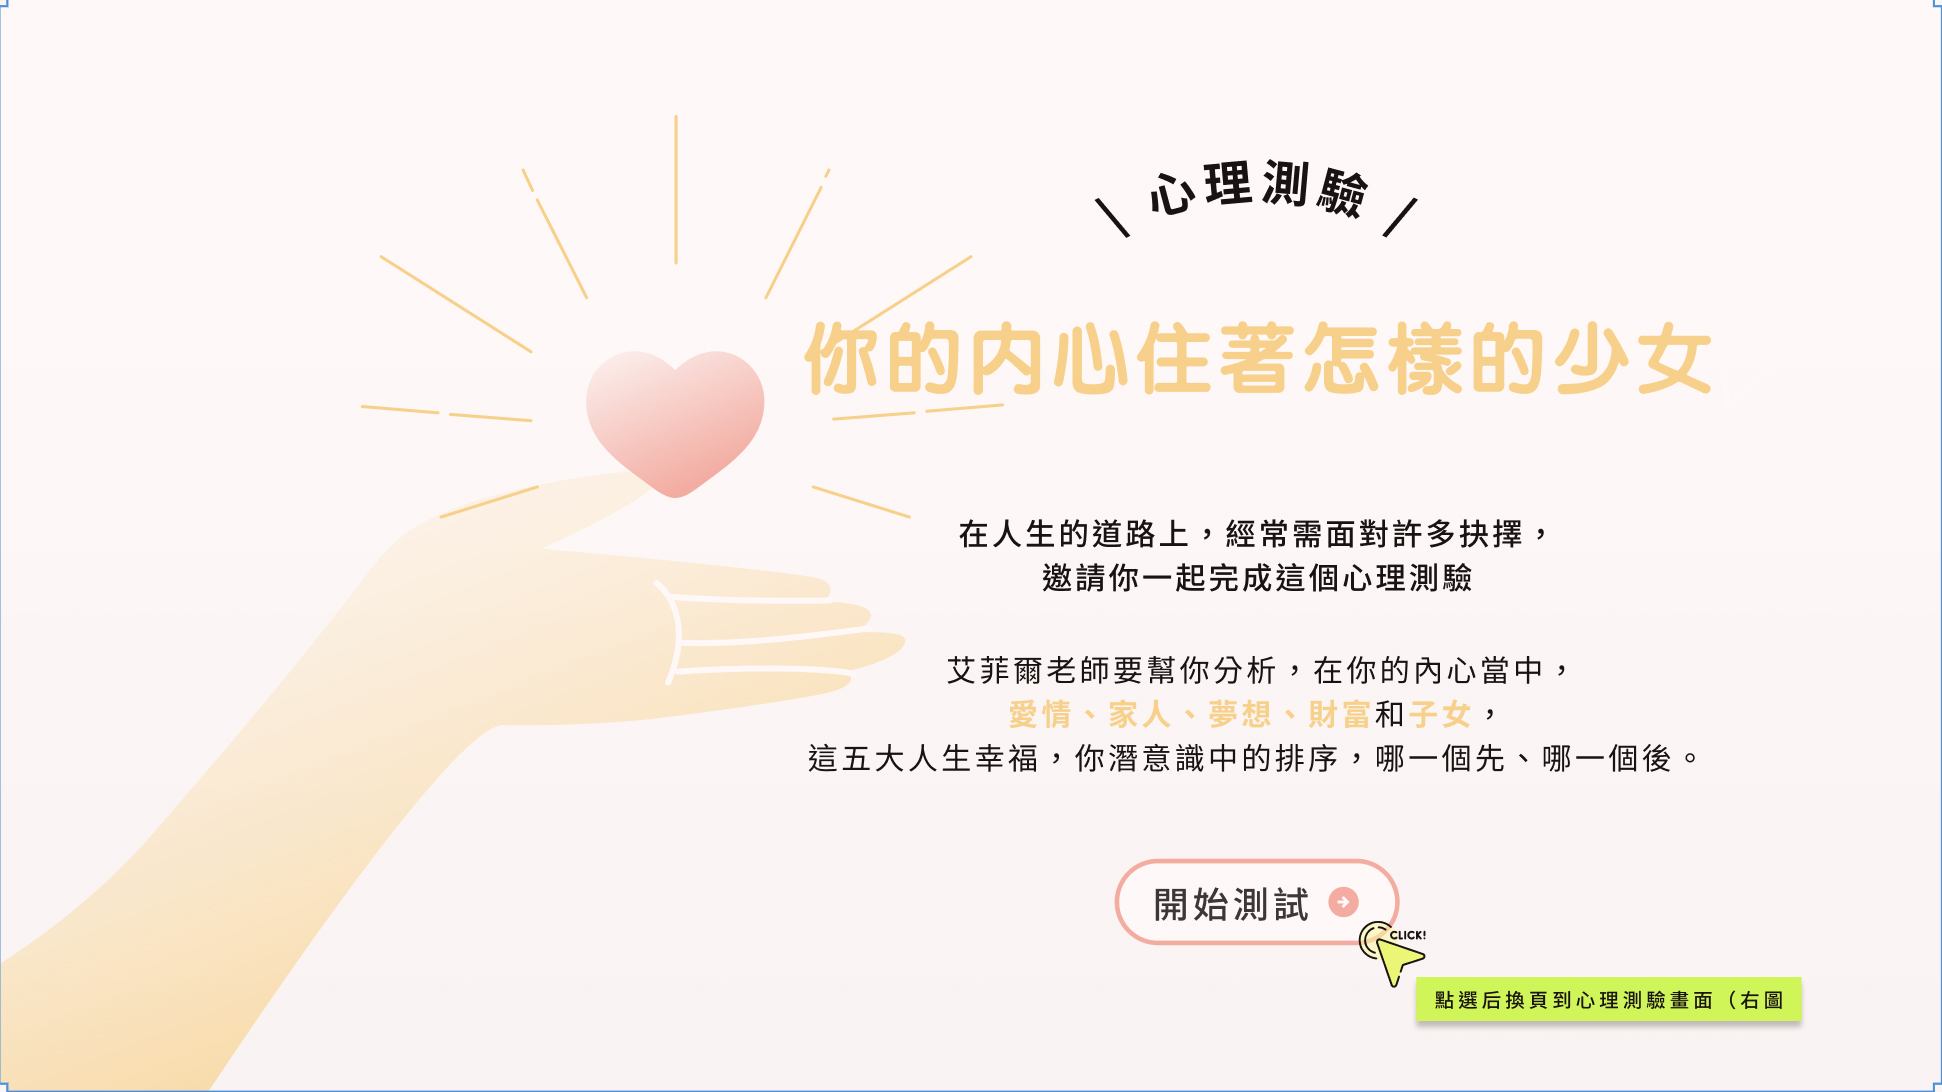 \ 心理測驗 /
你的内心住著怎樣的少女
在人生的道路上，經常需面對許多抉擇，
邀請你一起完成這個心理測驗
艾菲爾老師要幫你分析，在你的內心當中，
愛情、家人、夢想、財富和子女，
這五大人生幸福，你潛意識中的排序，哪一個先、哪一個後。
開始測試
CLICK!
點選后換頁到心理測驗畫面（右圖